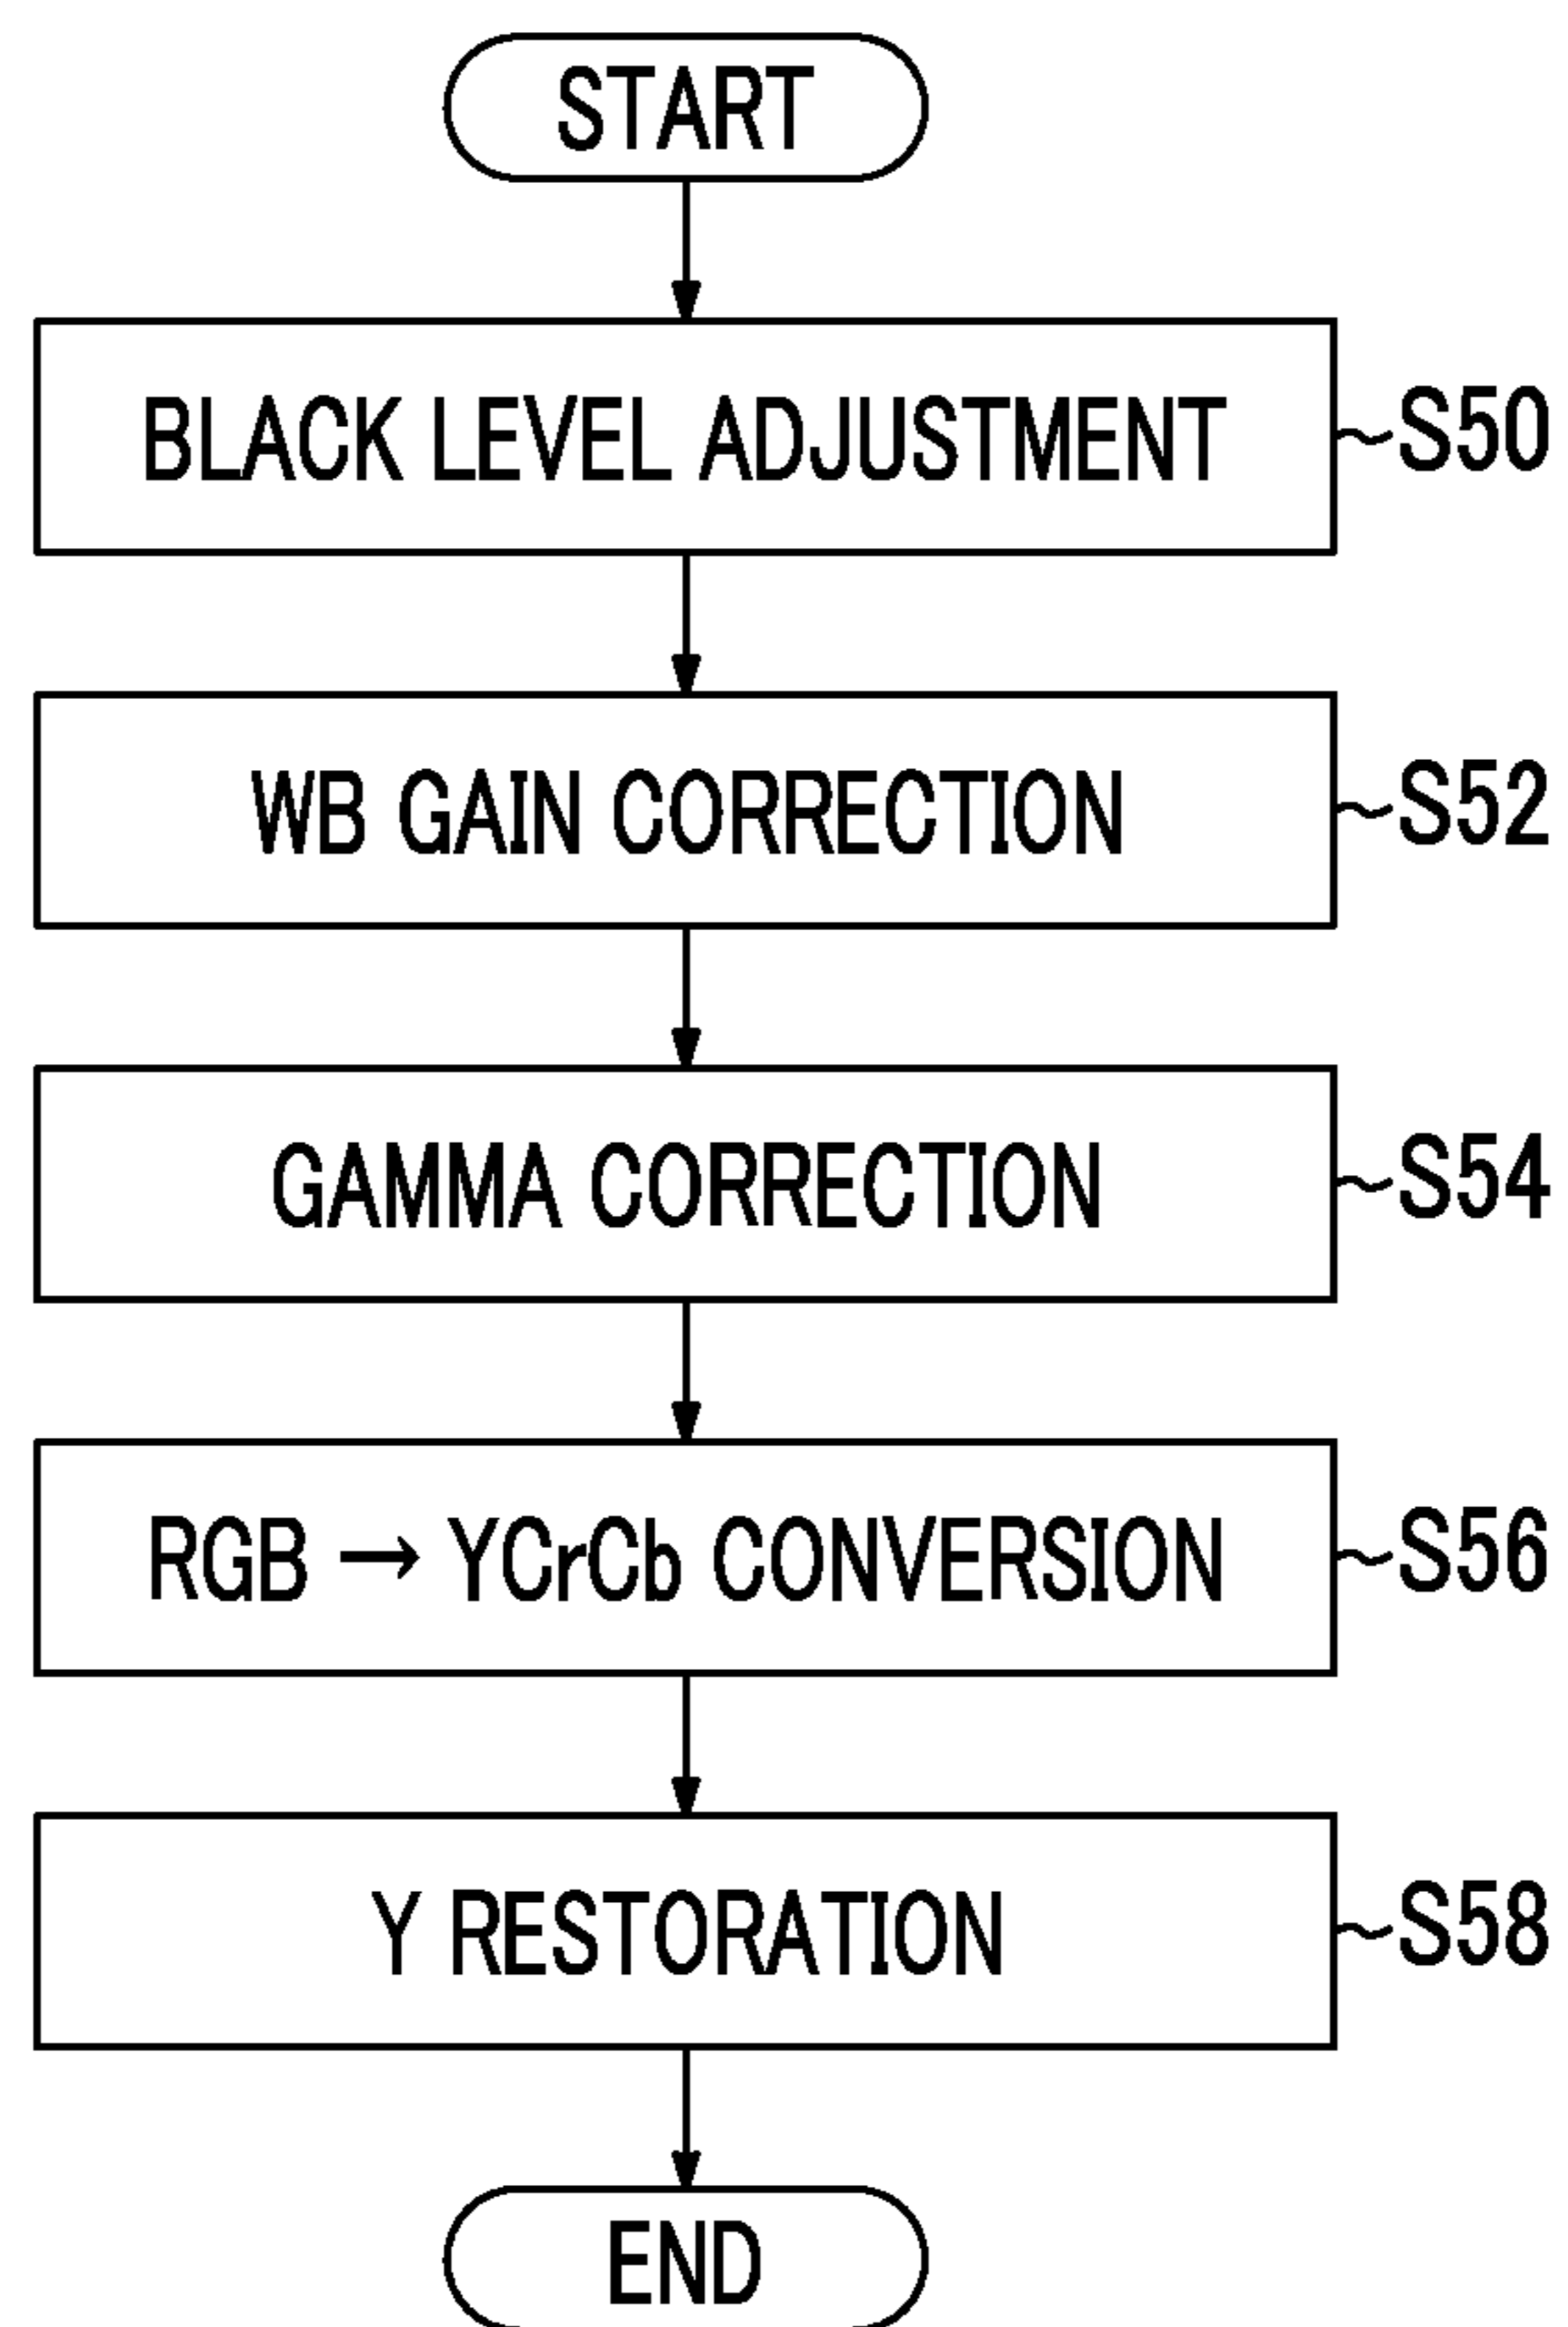 START
BLACK LEVEL ADJUSTMENT
S50
WB GAIN CORRECTION
S52
GAMMA CORRECTION
S54
RGB → YCrCb CONVERSION
S56
Y RESTORATION
S58
END